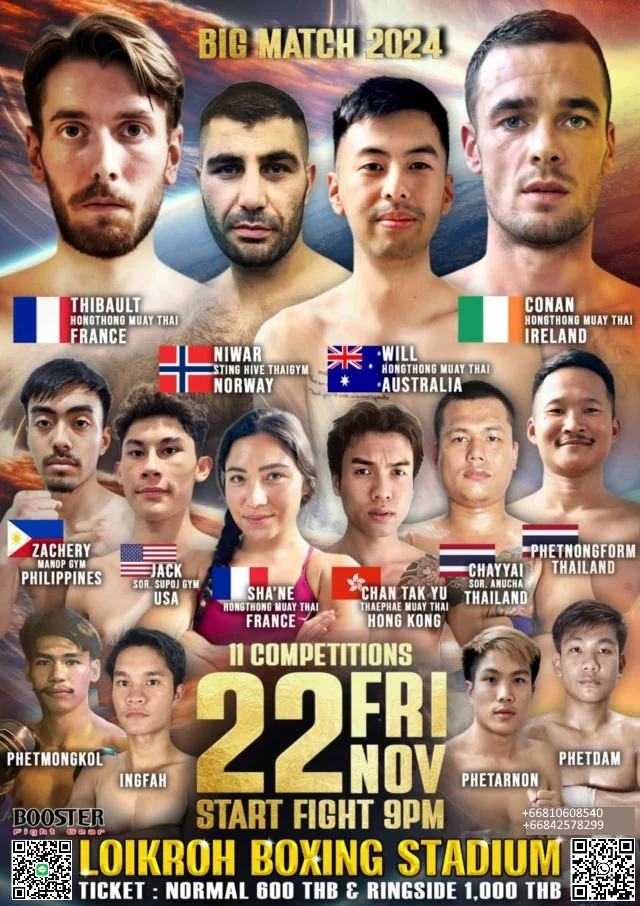 BIG MATCH 2024
THIBAULT
HONGTHONG MUAY THAI
FRANCE
CONAN
HONGTHONG MUAY THAI
IRELAND
NIWAR
STING HIVE THAIGYM
NORWAY
WILL
HONGTHONG MUAY THAI
AUSTRALIA
ZACHERY
MANOP GYM
PHILIPPINES
JACK
SOR. SUPOJ GYM
USA
SHA'NE
HONGTHONG MUAY THAI
FRANCE
CHAN TAK YU
THAEPHAE MUAY THAI
HONG KONG
CHAYYAI
SOR, ANUCHA
THAILAND
PHETNONGFORM
THAILAND
11 COMPETITIONS
22 FRI
NOV
START FIGHT 9PM
PHETMONGKOL
INGFAH
PHETARNON
PHETDAM
BOOSTER
Fight Gear
+66810608540
+66842578299
LOIKROH BOXING STADIUM
TICKET : NORMAL 600 THB & RINGSIDE 1,000 THB